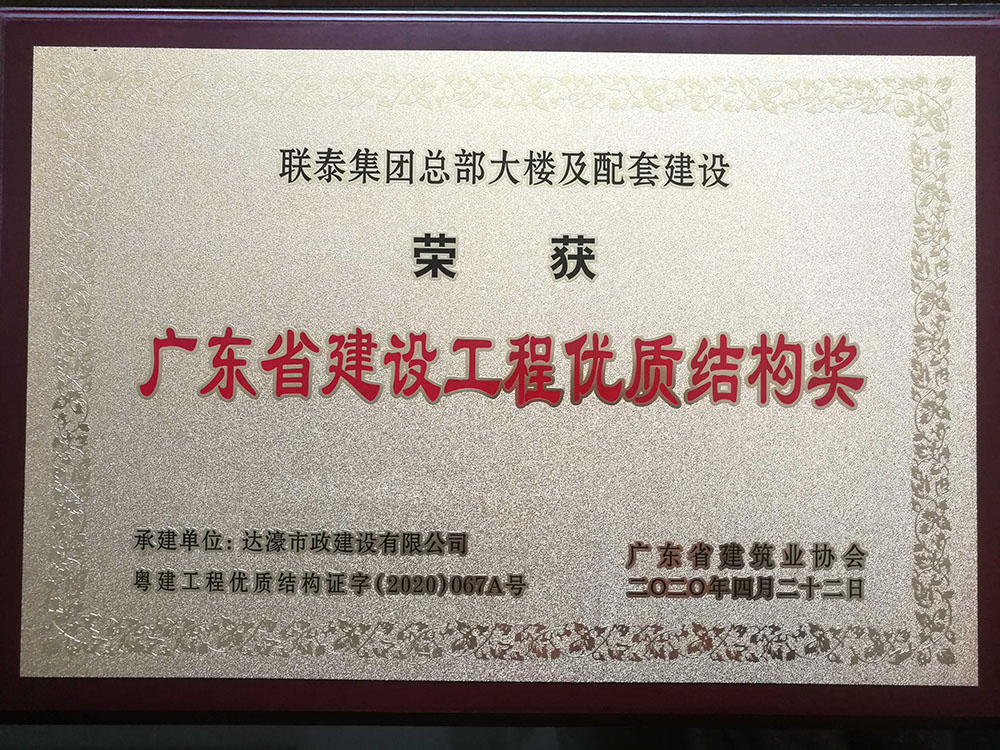 联泰集团总部大楼及配套建设
荣 获
广东省建设工程优质结构奖
承建单位：达濠市政建设有限公司
粤建工程优质结构证字(2020)067A号
广东省建筑业协会
二〇二〇年四月二十二日